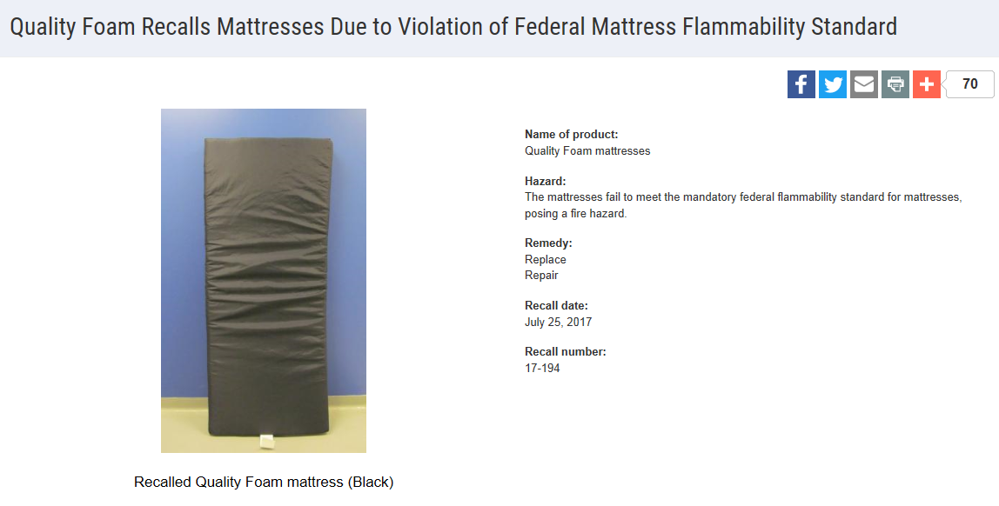 Quality Foam Recalls Mattresses Due to Violation of Federal Mattress Flammability Standard
70
Name of product:
Quality Foam mattresses
Hazard:
The mattresses fail to meet the mandatory federal flammability standard for mattresses,
posing a fire hazard.
Remedy:
Replace
Repair
Recall date:
July 25, 2017
Recall number:
17-194
Recalled Quality Foam mattress (Black)